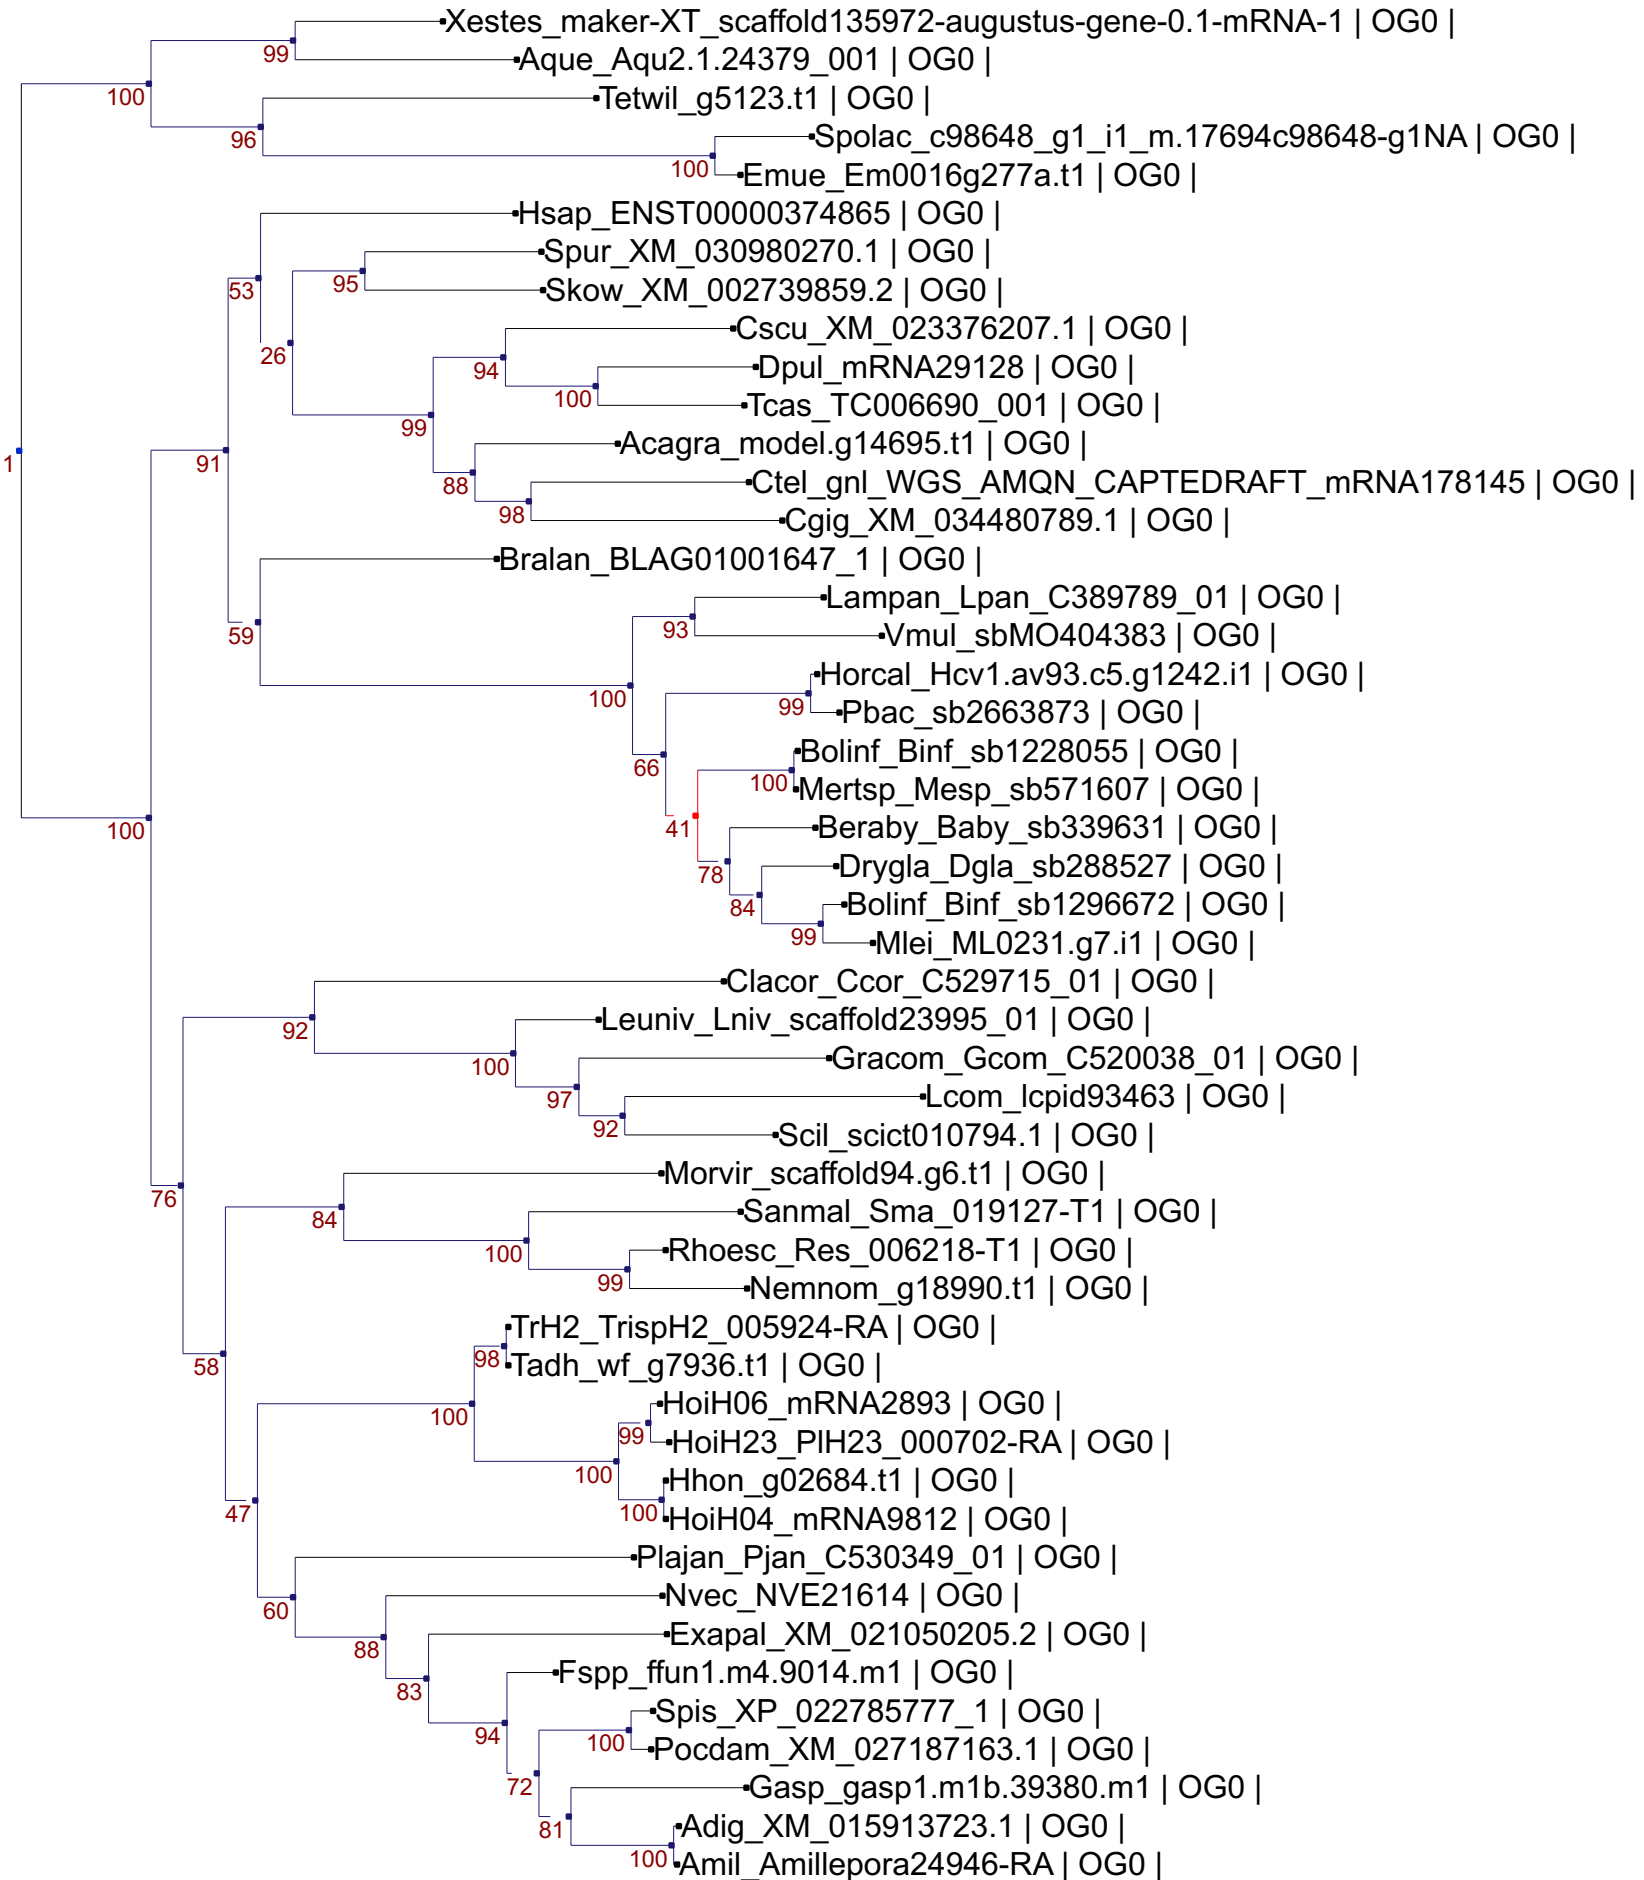 Xestes_maker-XT_scaffold135972-augustus-gene-0.1-mRNA-1 | OG0 |
99
Aque_Aqu2.1.24379_001 | OG0 |
100
Tetwil_g5123.t1 | OG0 |
96
Spolac_c98648_g1_i1_m.17694c98648-g1NA | OG0 |
100
Emue_Em0016g277a.t1 | OG0 |
Hsap_ENST00000374865 | OG0 |
Spur_XM_030980270.1 | OG0 |
53
95
Skow_XM_002739859.2 | OG0 |
Cscu_XM_023376207.1 | OG0 |
26
94
Dpul_mRNA29128 | OG0 |
100
Tcas_TC006690_001 | OG0 |
99
Acagra_model.g14695.t1 | OG0 |
1
91
88
Ctel_gnl_WGS_AMQN_CAPTEDRAFT_mRNA178145 | OG0 |
98
Cgig_XM_034480789.1 | OG0 |
Bralan_BLAG01001647_1 | OG0 |
Lampan_Lpan_C389789_01 | OG0 |
59
93
Vmul_sbMO404383 | OG0 |
Horcal_Hcv1.av93.c5.g1242.i1 | OG0 |
100
99
Pbac_sb2663873 | OG0 |
Bolinf_Binf_sb1228055 | OG0 |
66
100
Mertsp_Mesp_sb571607 | OG0 |
100
41
Beraby_Baby_sb339631 | OG0 |
78
Drygla_Dgla_sb288527 | OG0 |
84
Bolinf_Binf_sb1296672 | OG0 |
99
Mlei_ML0231.g7.i1 | OG0 |
Clacor_Ccor_C529715_01 | OG0 |
92
Leuniv_Lniv_scaffold23995_01 | OG0 |
100
Gracom_Gcom_C520038_01 | OG0 |
97
Lcom_lcpid93463 | OG0 |
92
Scil_scict010794.1 | OG0 |
Morvir_scaffold94.g6.t1 | OG0 |
76
84
Sanmal_Sma_019127-T1 | OG0 |
100
Rhoesc_Res_006218-T1 | OG0 |
99
Nemnom_g18990.t1 | OG0 |
TrH2_TrispH2_005924-RA | OG0 |
58
98
Tadh_wf_g7936.t1 | OG0 |
HoiH06_mRNA2893 | OG0 |
100
99
HoiH23_PlH23_000702-RA | OG0 |
100
Hhon_g02684.t1 | OG0 |
47
100
HoiH04_mRNA9812 | OG0 |
Plajan_Pjan_C530349_01 | OG0 |
60
Nvec_NVE21614 | OG0 |
88
Exapal_XM_021050205.2 | OG0 |
83
Fspp_ffun1.m4.9014.m1 | OG0 |
94
Spis_XP_022785777_1 | OG0 |
100
Pocdam_XM_027187163.1 | OG0 |
72
Gasp_gasp1.m1b.39380.m1 | OG0 |
81
Adig_XM_015913723.1 | OG0 |
100
Amil_Amillepora24946-RA | OG0 |